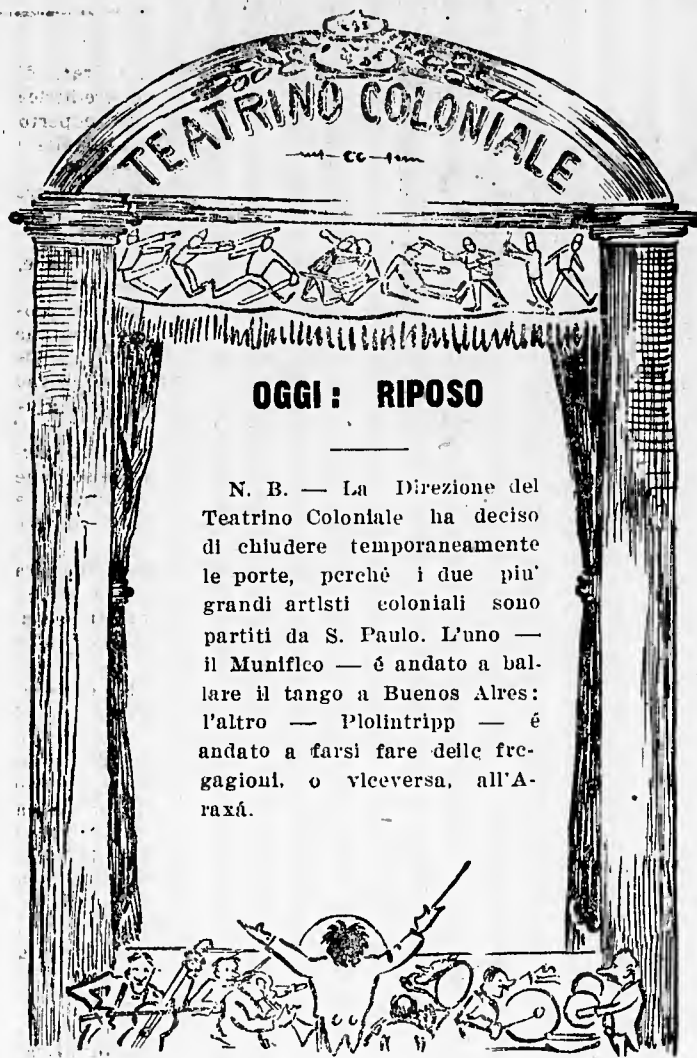 TEATRINO COLONIALE
OGGI: RIPOSO
N. B. — La Direzione del
Teatrino Coloniale ha deciso
di chiudere temporaneamente
le porte, perché i due piu'
grandi artisti coloniali sono
partiti da S. Paulo. L'uno —
il Munifico — é andato a bal-
lare il tango a Buenos Aires:
l'altro — Piolintripp — é
andato a farsi fare delle fre-
gagioni, o viceversa, all'A-
raxá.